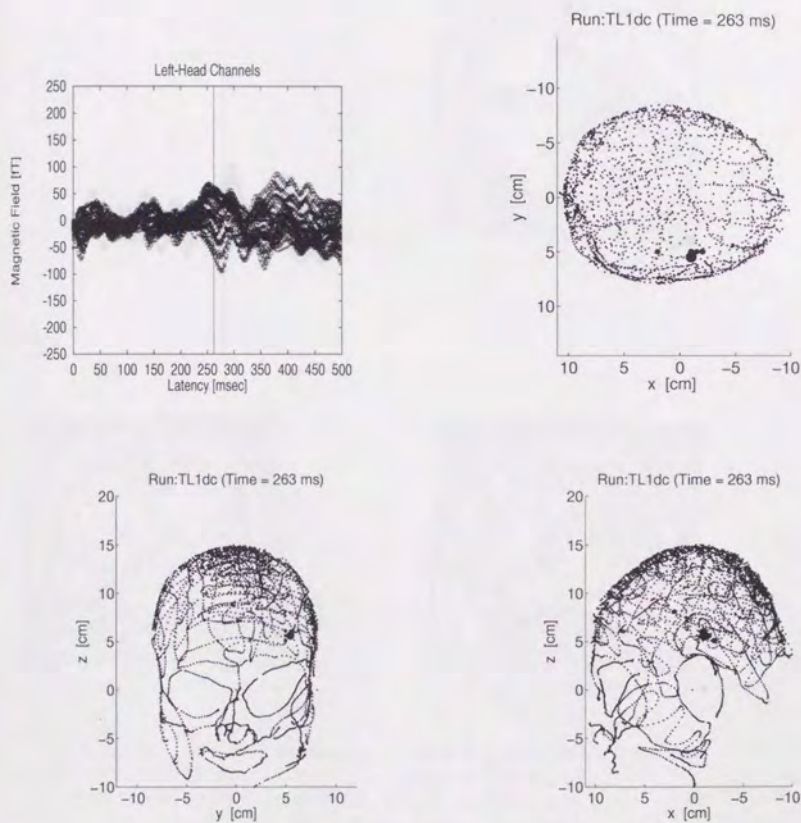 Left-Head Channels
Magnetic Field [fT]
250
200
150
100
50
0
-50
-100
-150
-200
-250
0 50 100 150 200 250 300 350 400 450 500
Latency [msec]
Run:TL1dc (Time = 263 ms)
y [cm]
-10
-5
0
5
10
10 5 0 -5 -10
x [cm]
Run:TL1dc (Time = 263 ms)
z [cm]
20
15
10
5
0
-5
-10
-10 -5 0 5 10
y [cm]
Run:TL1dc (Time = 263 ms)
z [cm]
20
15
10
5
0
-5
-10
10 5 0 -5 -10
x [cm]